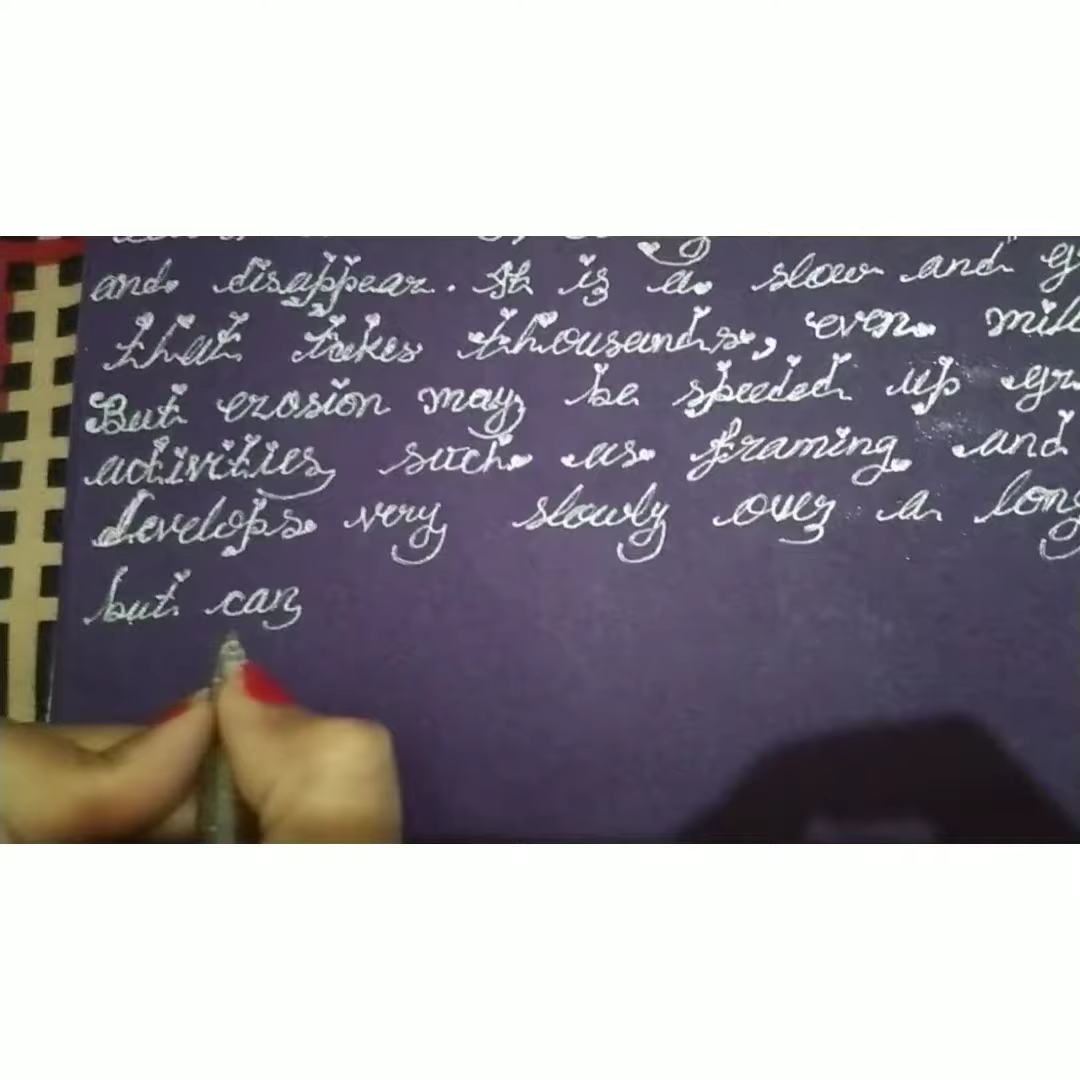 and disappear. It is a slow and
that takes thousands, even
But erosion may be speeded up
activities such as framing and
develops very slowly over a long
but can